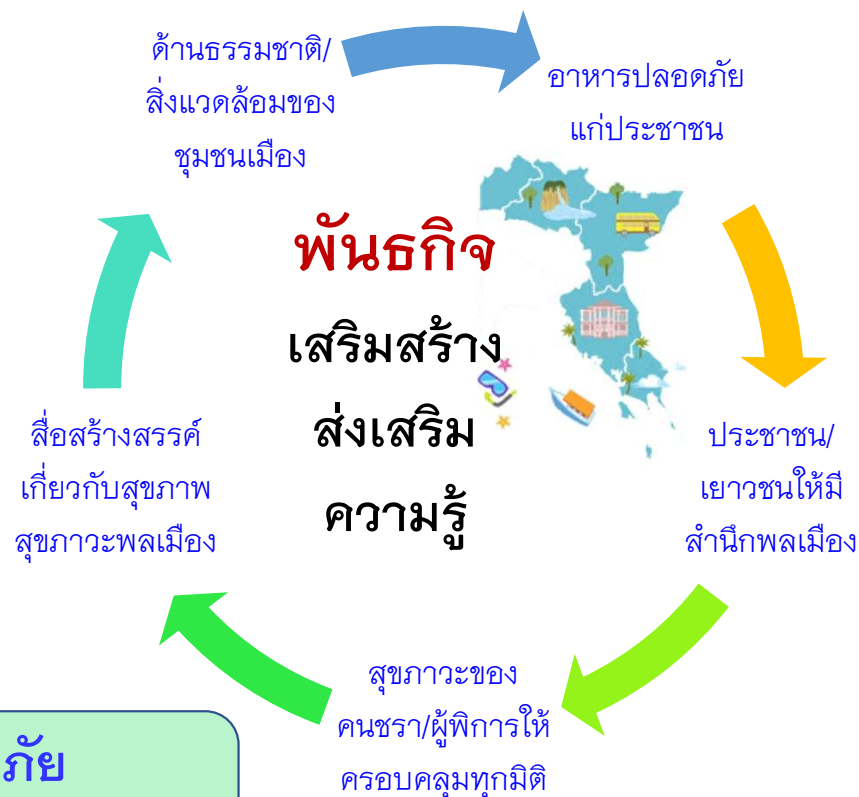 ด้านธรรมชาติ/
สิ่งแวดล้อมของ
ชุมชนเมือง
อาหารปลอดภัย
แก่ประชาชน
พันธกิจ
เสริมสร้าง
ส่งเสริม
ความรู้
ประชาชน/
เยาวชนให้มี
สำนึกพลเมือง
สุขภาวะของ
คนชรา/ผู้พิการให้
ครอบคลุมทุกมิติ
สื่อสร้างสรรค์
เกี่ยวกับสุขภาพ
สุขภาวะพลเมือง
ภัย